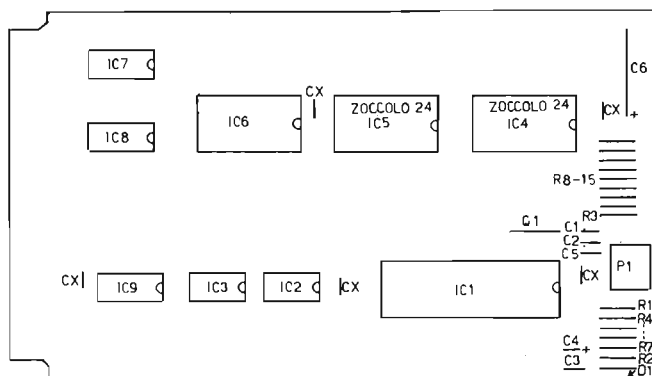 IC7
C6
CX
ZOCCOLO 24
ZOCCOLO 24
CX
+
IC8
IC6
IC5
IC4
R8-15
R3
Q1
C1
C2
C5
P1
CX
IC9
IC3
IC2
CX
IC1
CX
R1
R4
C4
+
R7
C3
R2
D1